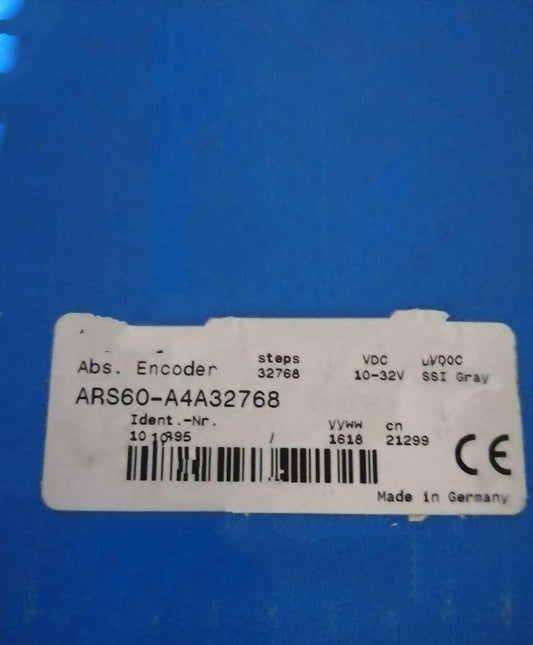 Abs. Encoder steps VDC
32768 10-32V SSI Gray
ARS60-A4A32768
Ident.-Nr. yyww cn
10 / 1618 21299
CE
Made in Germany